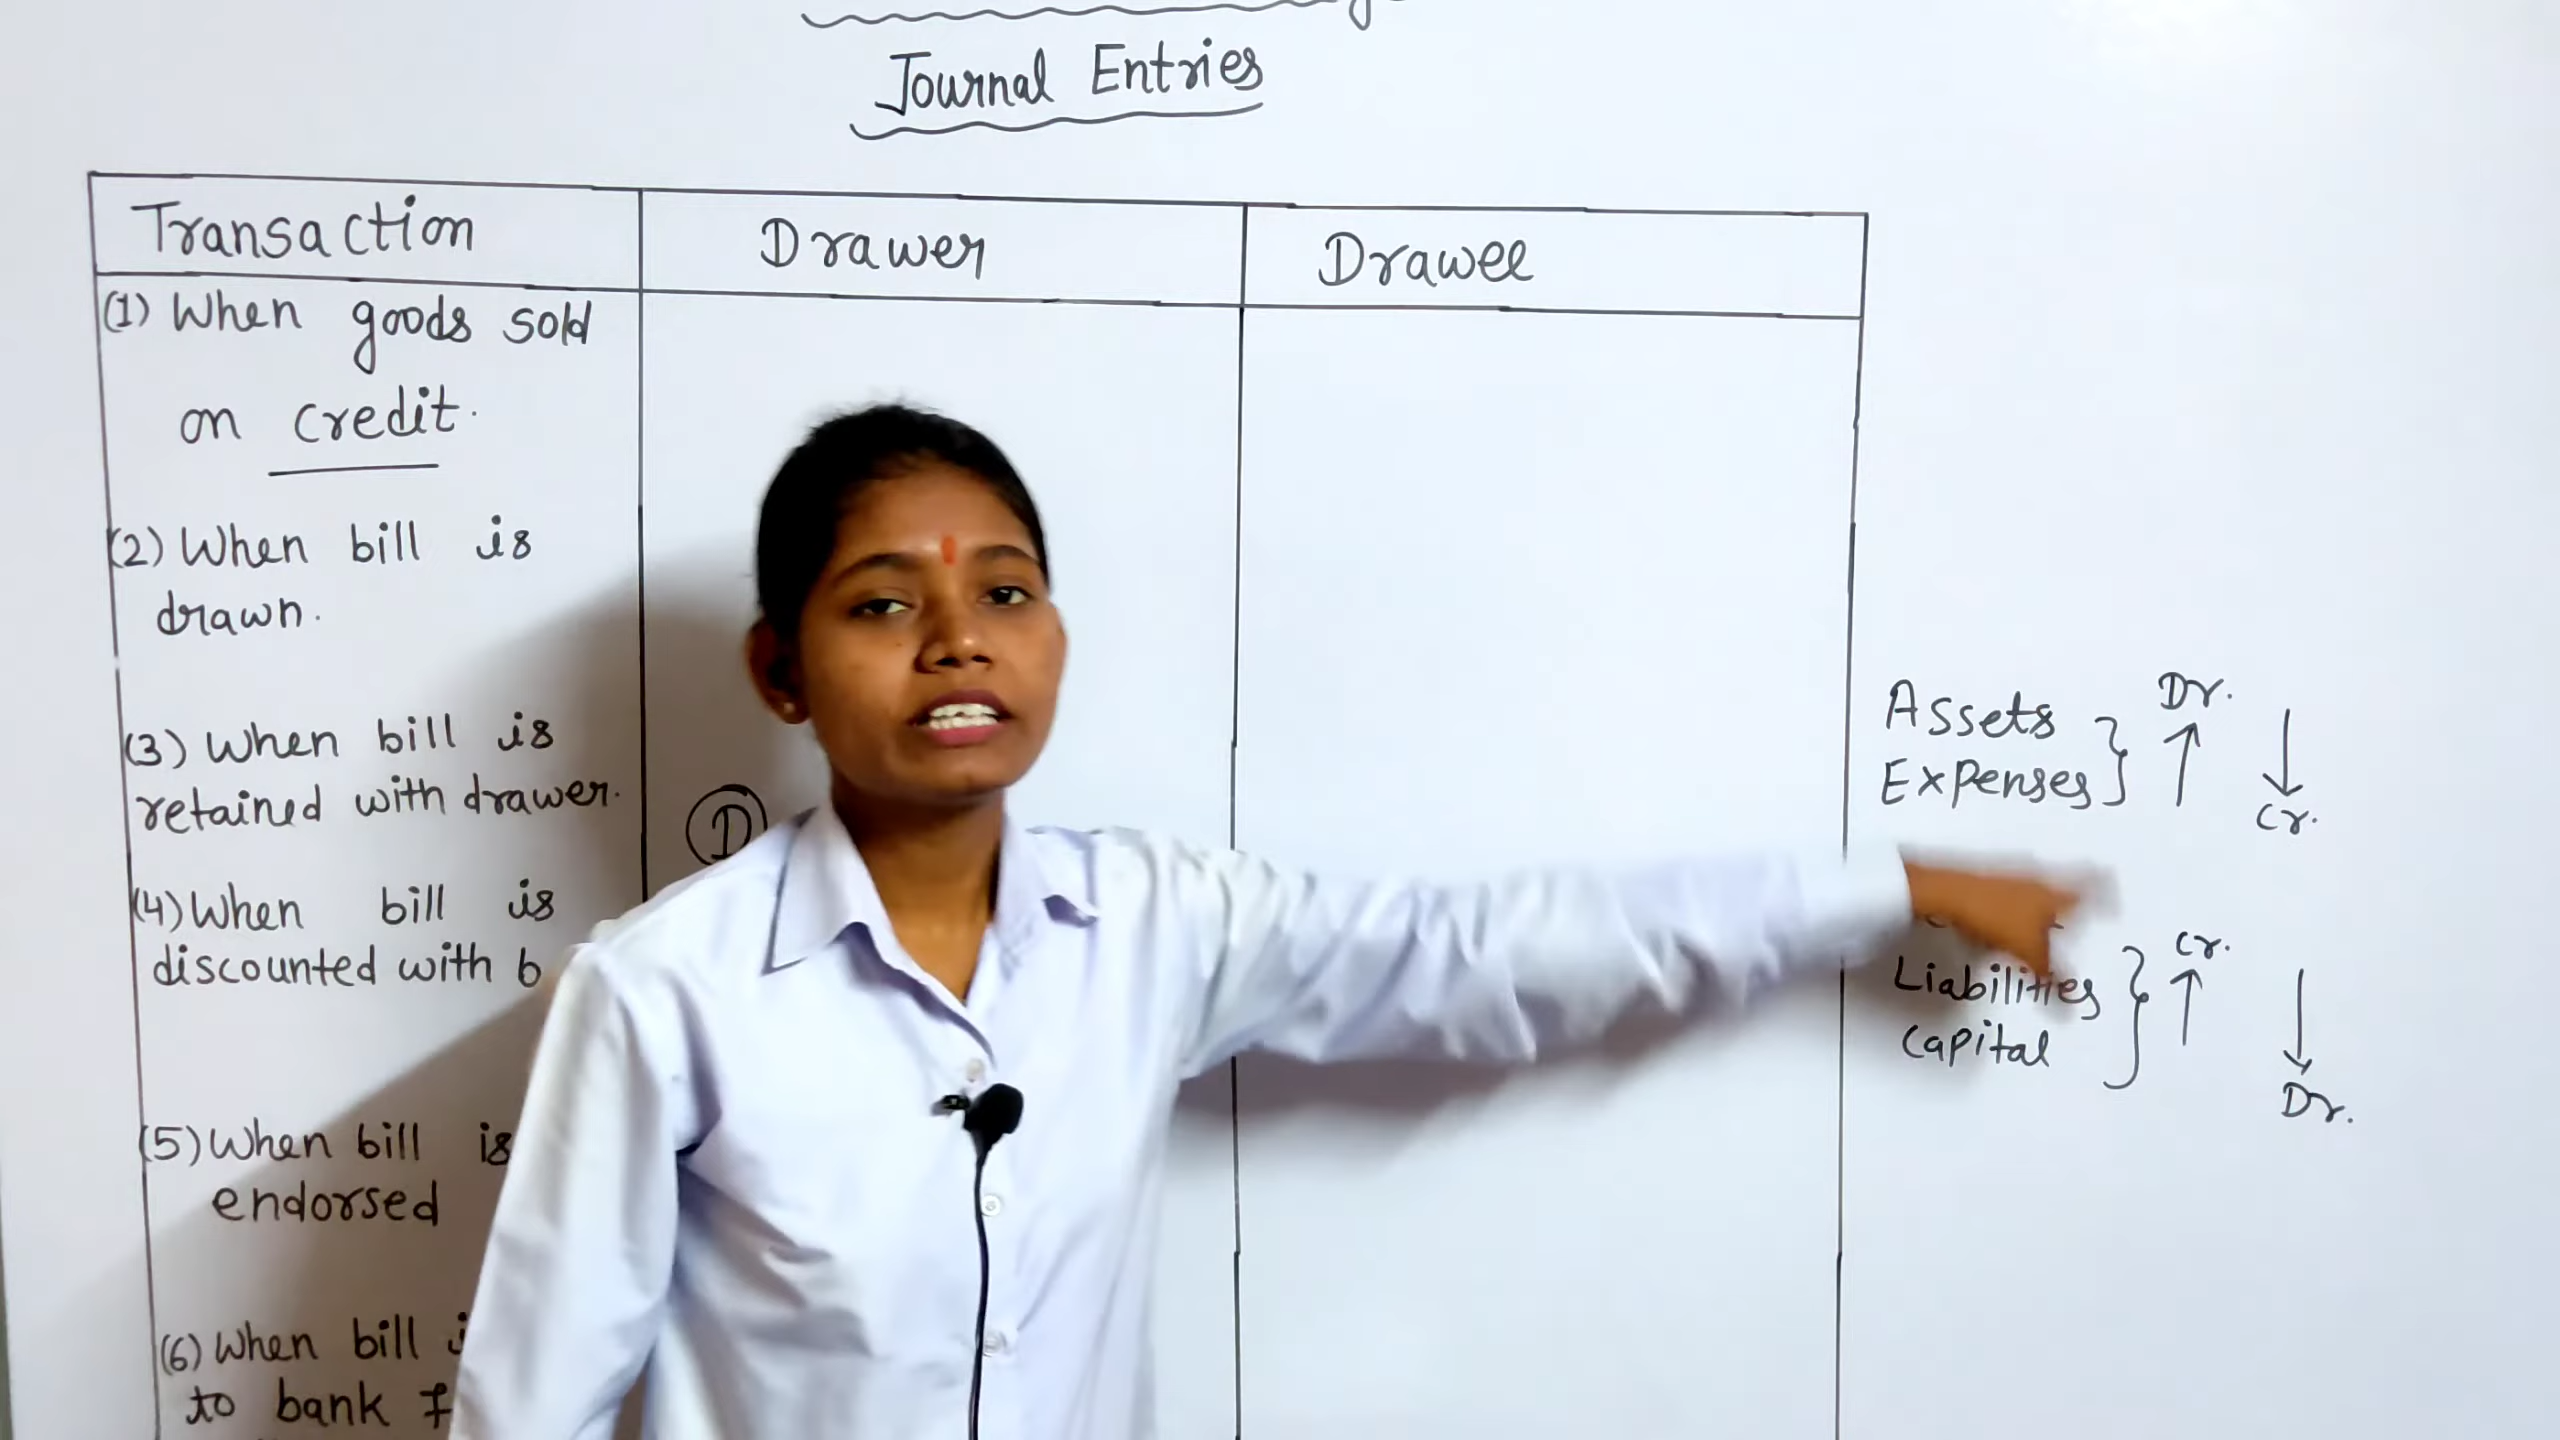 Journal Entries
Transaction
Drawer
Drawee
(1) When goods sold
on credit.
(2) When bill is
drawn.
(3) When bill is
retained with drawer.
(4) When bill is
discounted with b
(5) When bill is
endorsed
(6) When bill i
to bank f
D
Assets
Expenses
Dr.
Cr.
Liabilities
Capital
Cr.
Dr.